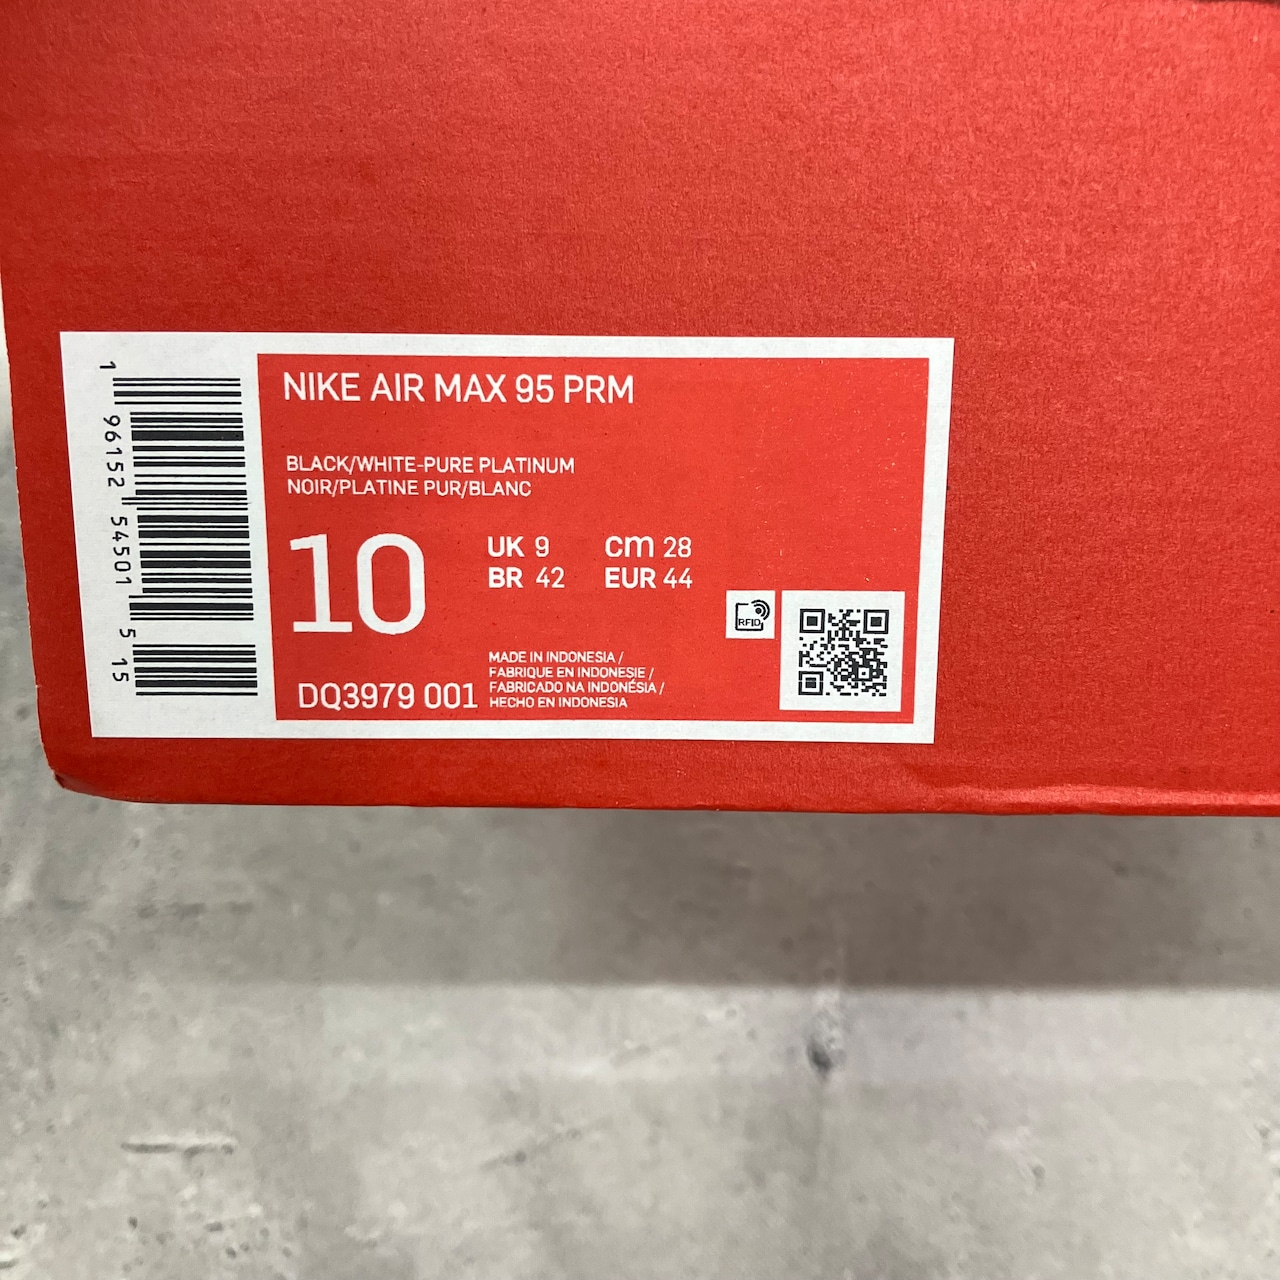 1
96152
54501
5
15
NIKE AIR MAX 95 PRM
BLACK/WHITE-PURE PLATINUM
NOIR/PLATINE PUR/BLANC
10
UK 9 cm 28
BR 42 EUR 44
RFID
MADE IN INDONESIA /
FABRIQUE EN INDONESIE /
FABRICADO NA INDONÉSIA /
HECHO EN INDONESIA
DQ3979 001